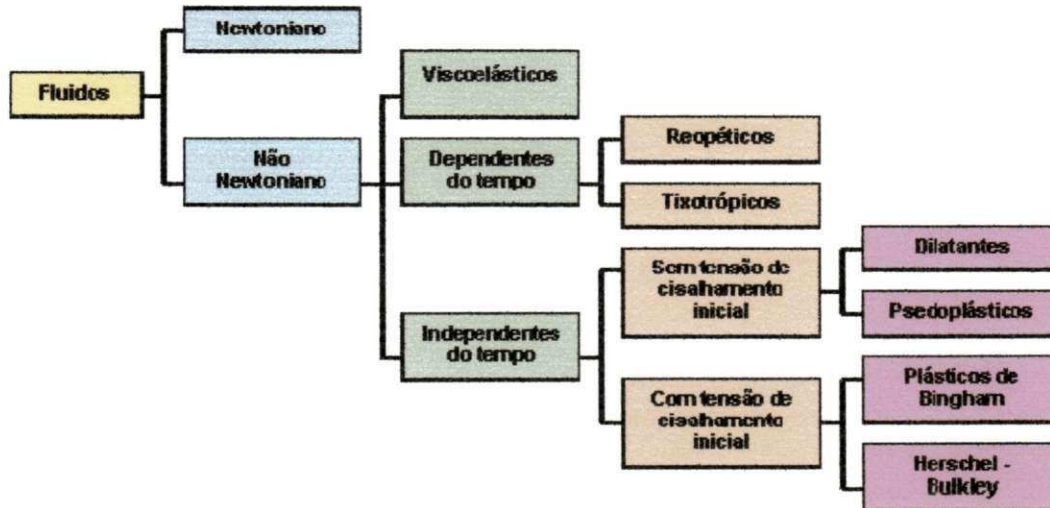 Newtoniano
Fluidos
Não
Newtoniano
Viscoelásticos
Dependentes
do tempo
Independentes
do tempo
Reopéticos
Tixotrópicos
Sem tensão de
cisalhamento
inicial
Com tensão de
cisalhamento
inicial
Dilatantes
Psedoplásticos
Plásticos de
Bingham
Herschel -
Bulkley